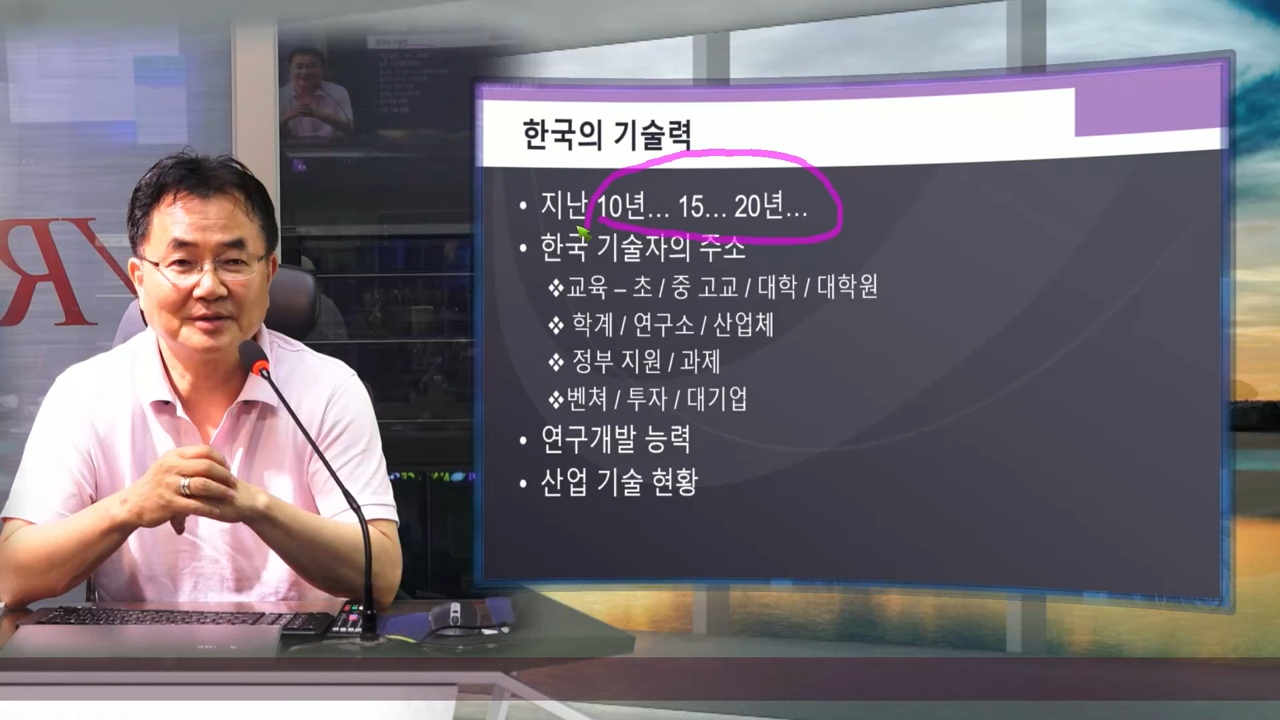 한국의 기술력
• 지난 10년... 15... 20년...
• 한국 기술자의 주소
❖교육 – 초 / 중 고교 / 대학 / 대학원
❖ 학계 / 연구소 / 산업체
❖ 정부 지원 / 과제
❖벤쳐 / 투자 / 대기업
• 연구개발 능력
• 산업 기술 현황